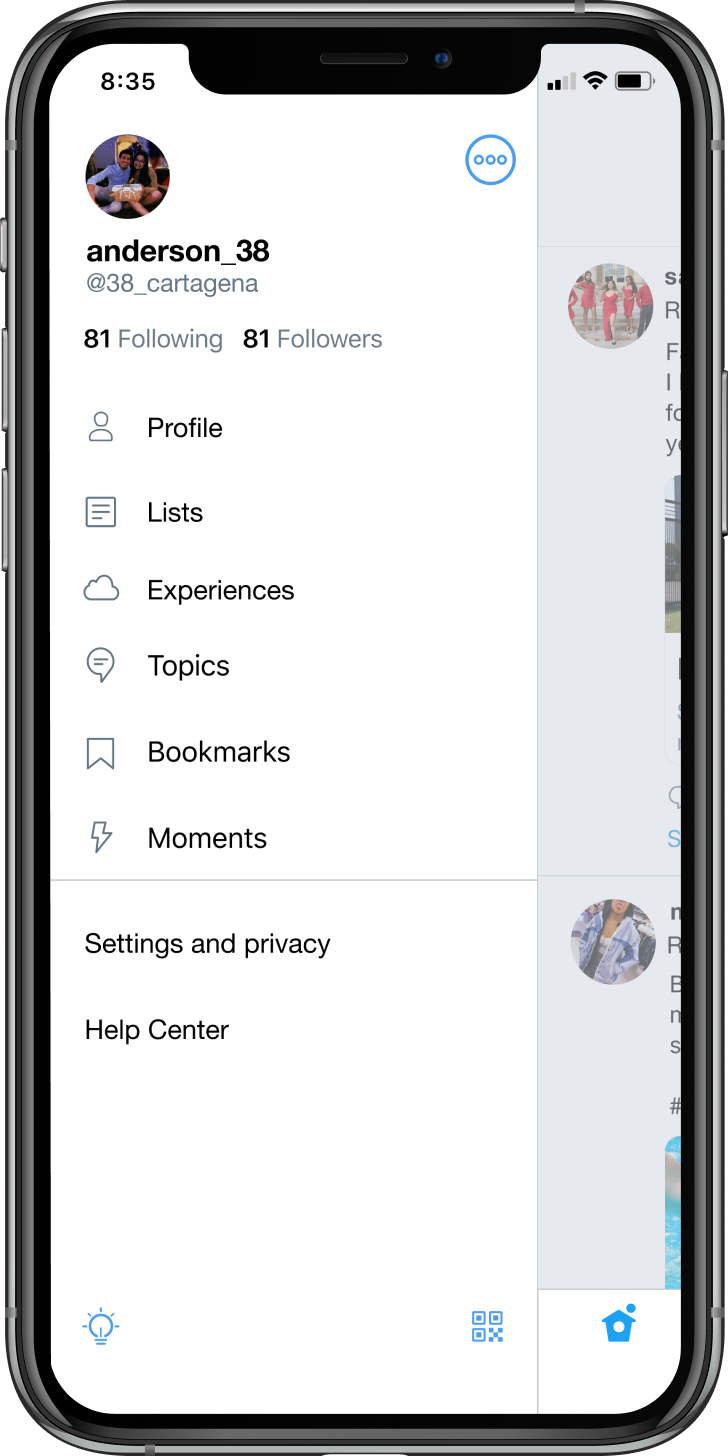 8:35
anderson_38
@38_cartagena
81 Following 81 Followers
Profile
Lists
Experiences
Topics
Bookmarks
Moments
Settings and privacy
Help Center
R
F
I
S
R
B
#